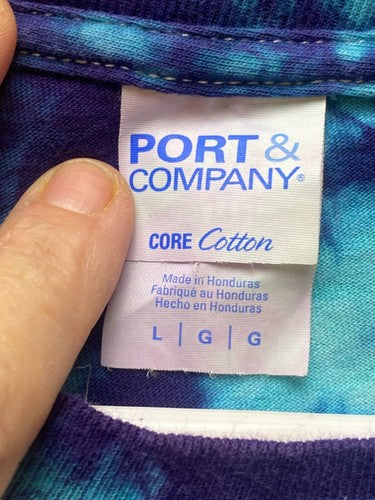 PORT &
COMPANY®
CORE Cotton
Made in Honduras
Fabriqué au Honduras
Hecho en Honduras
L | G | G